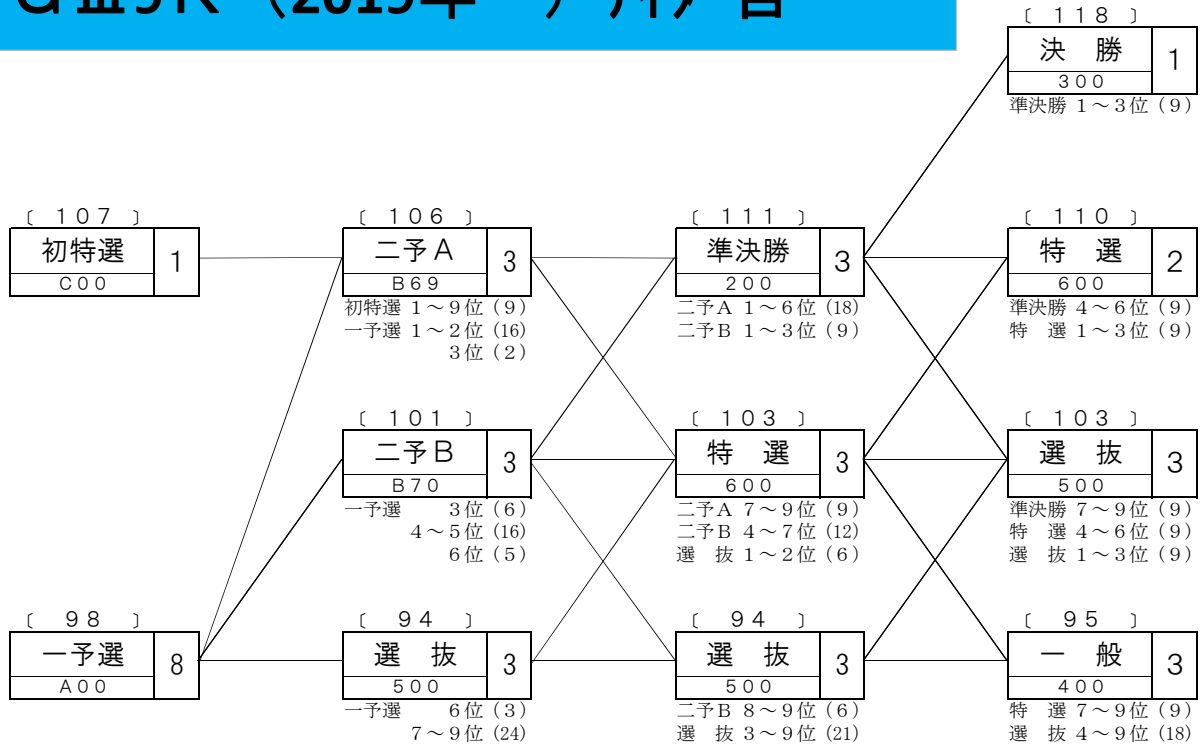 〔 １１８ 〕
決　勝 1
３００
準決勝 １～３位（９）
〔 １０７ 〕
初特選 1
Ｃ００
〔 １０６ 〕
二予Ａ 3
Ｂ６９
初特選 １～９位（９）
一予選 １～２位（16）
３位（２）
〔 １１１ 〕
準決勝 3
２００
二予Ａ １～６位（18）
二予Ｂ １～３位（９）
〔 １１０ 〕
特　選 2
６００
準決勝 ４～６位（９）
特　選 １～３位（９）
〔 １０１ 〕
二予Ｂ 3
Ｂ７０
一予選　３位（６）
４～５位（16）
６位（５）
〔 １０３ 〕
特　選 3
６００
二予Ａ ７～９位（９）
二予Ｂ ４～７位（12）
選　抜 １～２位（６）
〔 １０３ 〕
選　抜 3
５００
準決勝 ７～９位（９）
特　選 ４～６位（９）
選　抜 １～３位（９）
〔 ９８ 〕
一予選 8
Ａ００
〔 ９４ 〕
選　抜 3
５００
一予選　６位（３）
７～９位（24）
〔 ９４ 〕
選　抜 3
５００
二予Ｂ ８～９位（６）
選　抜 ３～９位（21）
〔 ９５ 〕
一　般 3
４００
特　選 ７～９位（９）
選　抜 ４～９位（18）